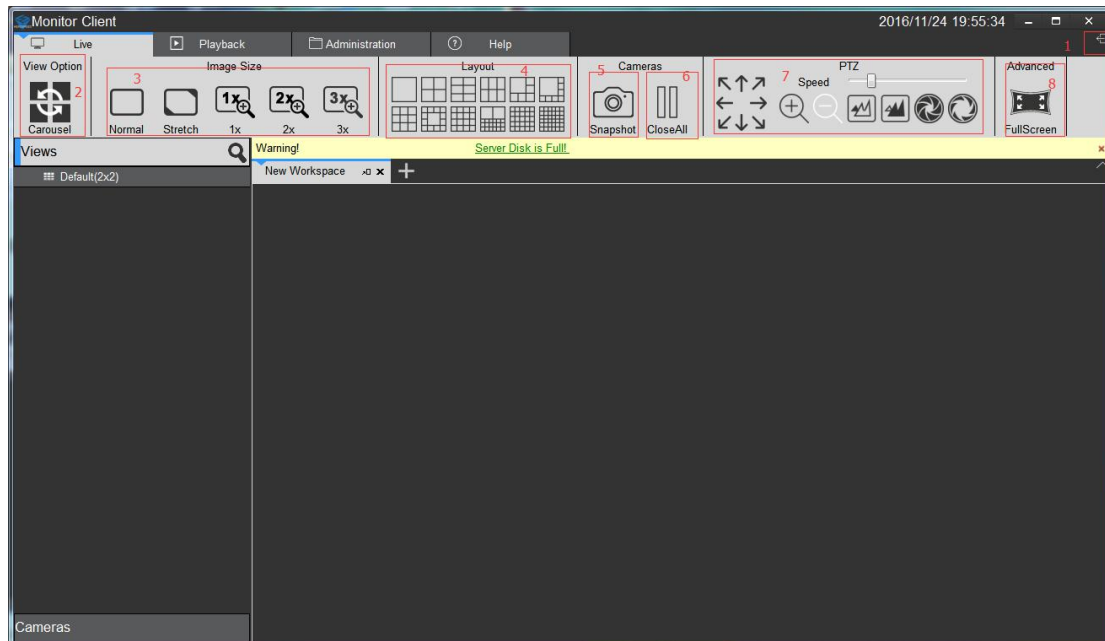 Monitor Client 2016/11/24 19:55:34
Live Playback Administration Help 1
View Option Image Size Layout Cameras PTZ Advanced
2 3 4 5 6 7 Speed 8
1x 2x 3x
Carousel Normal Stretch 1x 2x 3x Snapshot CloseAll FullScreen
Views Warning! Server Disk is Full!
Default(2x2) New Workspace
Cameras